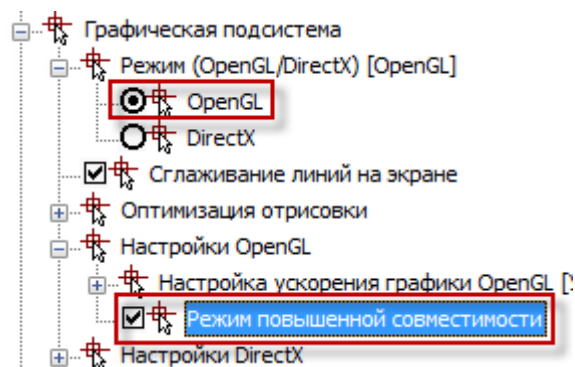 Графическая подсистема
Режим (OpenGL/DirectX) [OpenGL]
OpenGL
DirectX
Сглаживание линий на экране
Оптимизация отрисовки
Настройки OpenGL
Настройка ускорения графики OpenGL [
Режим повышенной совместимости
Настройки DirectX